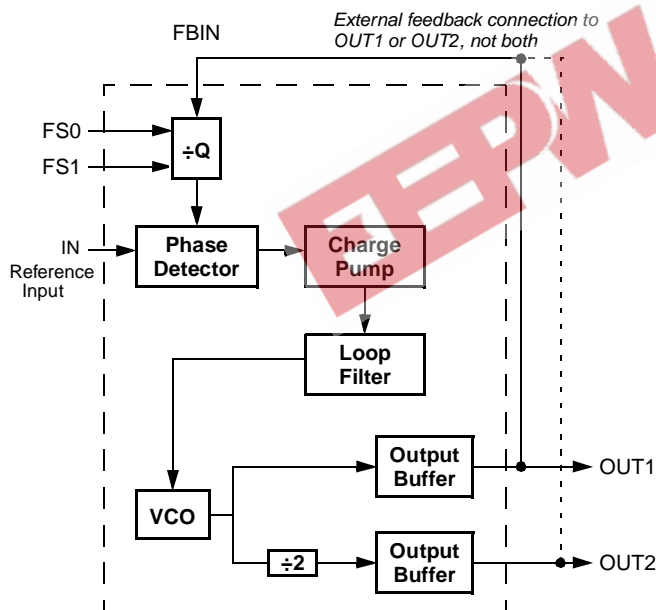 External feedback connection to
OUT1 or OUT2, not both
FBIN
FS0
FS1
÷Q
IN
Reference
Input
Phase
Detector
Charge
Pump
Loop
Filter
VCO
÷2
Output
Buffer
OUT1
Output
Buffer
OUT2
EEPW